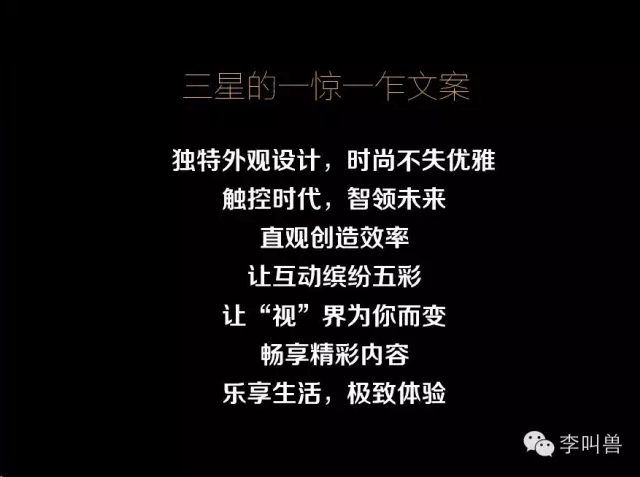 三星的一惊一乍文案
独特外观设计，时尚不失优雅
触控时代，智领未来
直观创造效率
让互动缤纷五彩
让“视”界为你而变
畅享精彩内容
乐享生活，极致体验
李叫兽